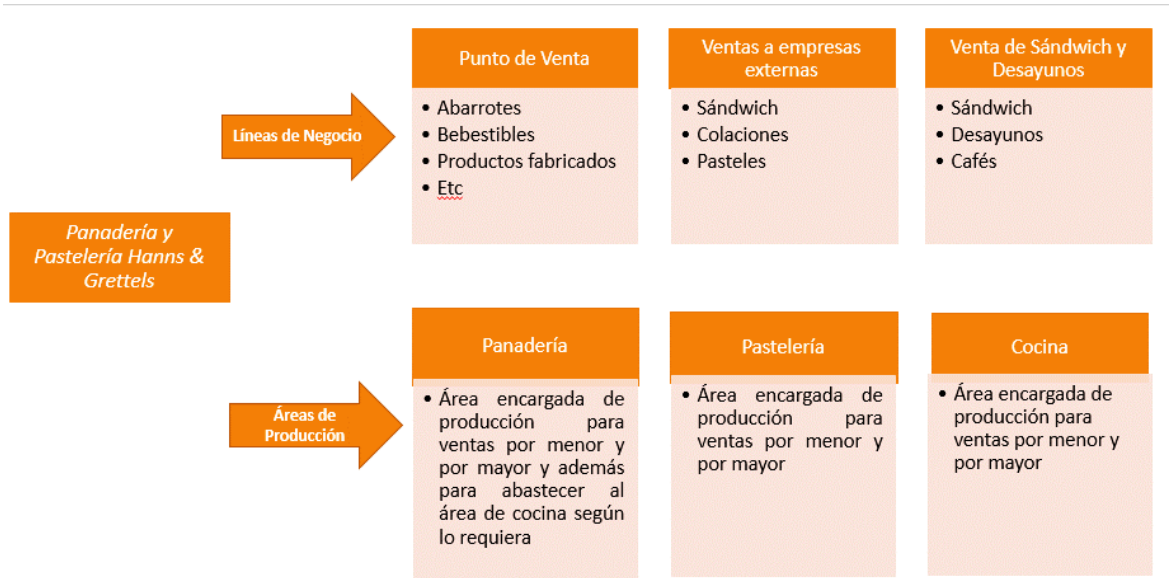 Punto de Venta
• Abarrotes
• Bebestibles
• Productos fabricados
• Etc
Ventas a empresas
externas
• Sándwich
• Colaciones
• Pasteles
Venta de Sándwich y
Desayunos
• Sándwich
• Desayunos
• Cafés
Líneas de Negocio
Panadería y
Pastelería Hanns &
Grettels
Áreas de
Producción
Panadería
• Área encargada de
producción para
ventas por menor y
por mayor y además
para abastecer al
área de cocina según
lo requiera
Pastelería
• Área encargada de
producción para
ventas por menor y
por mayor
Cocina
• Área encargada de
producción para
ventas por menor y
por mayor